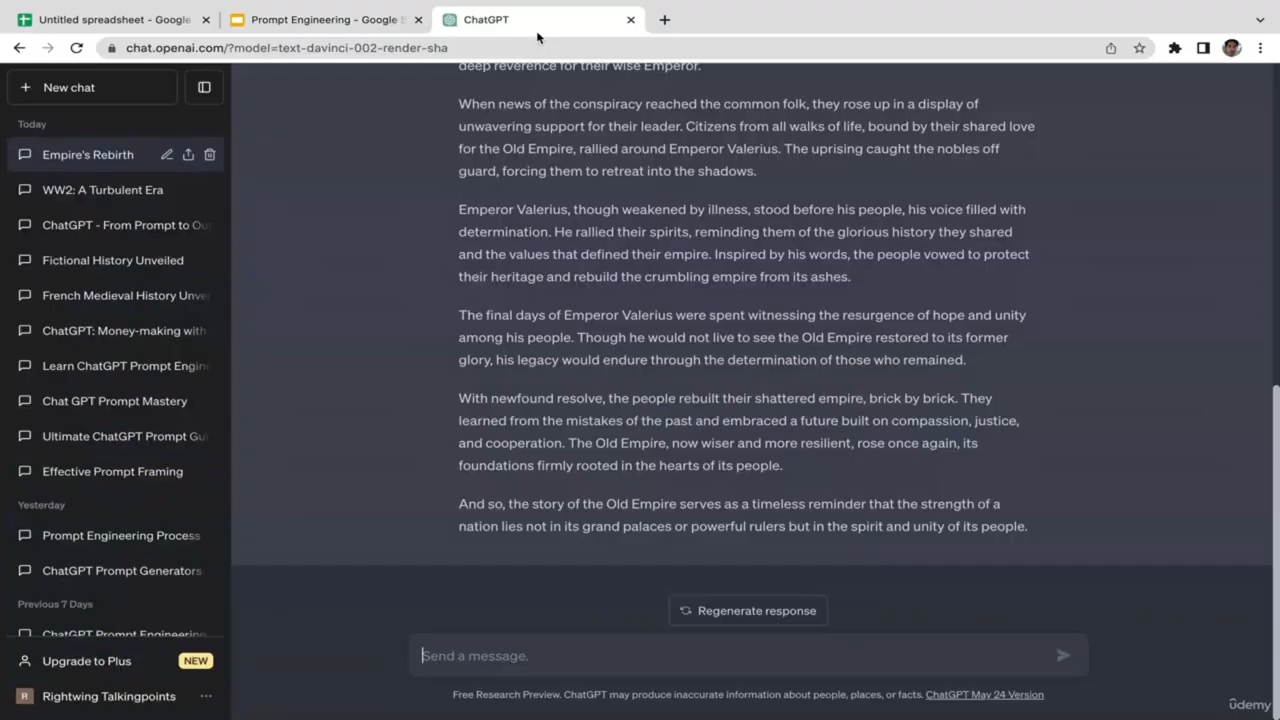 Untitled spreadsheet - Google
Prompt Engineering - Google S
ChatGPT
chat.openai.com/?model=text-davinci-002-render-sha
New chat
Today
Empire's Rebirth
WW2: A Turbulent Era
ChatGPT - From Prompt to Ou
Fictional History Unveiled
French Medieval History Unve
ChatGPT: Money-making with
Learn ChatGPT Prompt Engin
Chat GPT Prompt Mastery
Ultimate ChatGPT Prompt Gu
Effective Prompt Framing
Yesterday
Prompt Engineering Process
ChatGPT Prompt Generators
Previous 7 Days
ChatGPT Prompt Engineering
Upgrade to Plus
NEW
R
Rightwing Talkingpoints
deep reverence for their wise Emperor.
When news of the conspiracy reached the common folk, they rose up in a display of
unwavering support for their leader. Citizens from all walks of life, bound by their shared love
for the Old Empire, rallied around Emperor Valerius. The uprising caught the nobles off
guard, forcing them to retreat into the shadows.
Emperor Valerius, though weakened by illness, stood before his people, his voice filled with
determination. He rallied their spirits, reminding them of the glorious history they shared
and the values that defined their empire. Inspired by his words, the people vowed to protect
their heritage and rebuild the crumbling empire from its ashes.
The final days of Emperor Valerius were spent witnessing the resurgence of hope and unity
among his people. Though he would not live to see the Old Empire restored to its former
glory, his legacy would endure through the determination of those who remained.
With newfound resolve, the people rebuilt their shattered empire, brick by brick. They
learned from the mistakes of the past and embraced a future built on compassion, justice,
and cooperation. The Old Empire, now wiser and more resilient, rose once again, its
foundations firmly rooted in the hearts of its people.
And so, the story of the Old Empire serves as a timeless reminder that the strength of a
nation lies not in its grand palaces or powerful rulers but in the spirit and unity of its people.
Regenerate response
Send a message.
Free Research Preview. ChatGPT may produce inaccurate information about people, places, or facts. ChatGPT May 24 Version
ûdemy